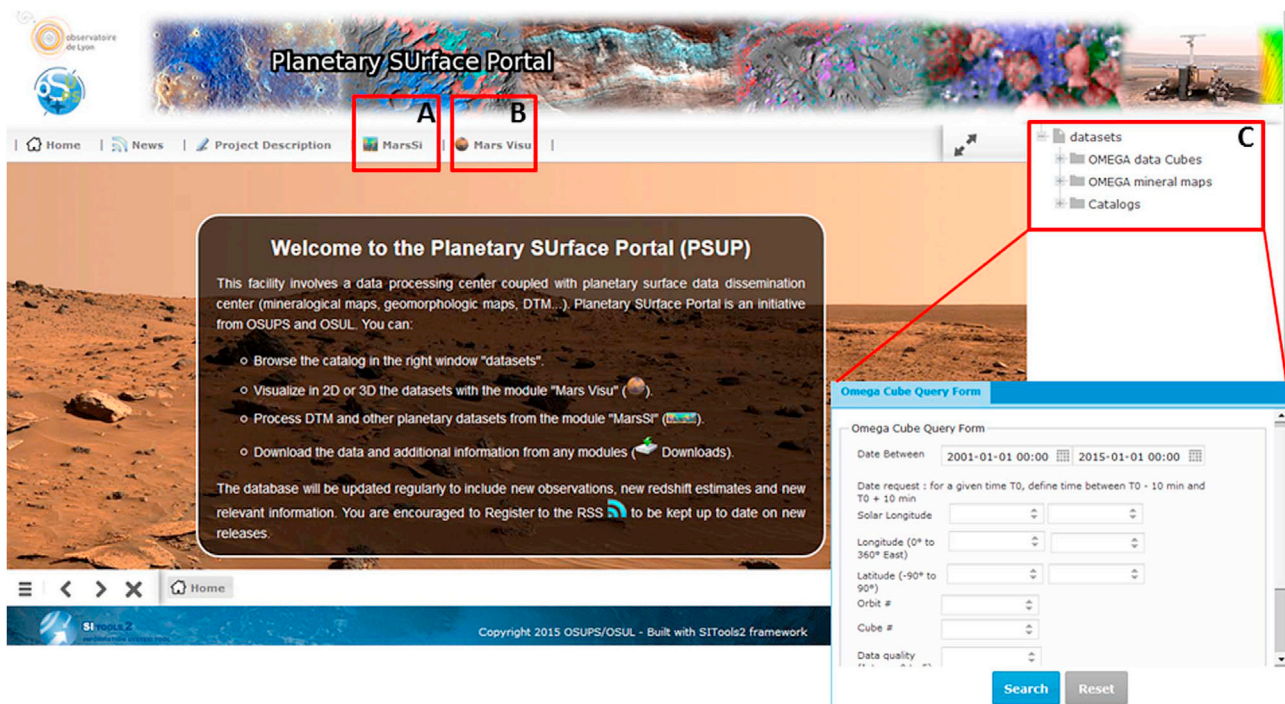 observatoire
de Lyon
Planetary SUrface Portal
A
B
C
| Home | News | Project Description | MarsSi | Mars Visu |
datasets
OMEGA data Cubes
OMEGA mineral maps
Catalogs
Welcome to the Planetary SUrface Portal (PSUP)
This facility involves a data processing center coupled with planetary surface data dissemination
center (mineralogical maps, geomorphologic maps, DTM...). Planetary SUrface Portal is an initiative
from OSUPS and OSUL. You can:
Browse the catalog in the right window "datasets".
Visualize in 2D or 3D the datasets with the module "Mars Visu" ( ).
Process DTM and other planetary datasets from the module "MarsSI" ( ).
Download the data and additional information from any modules ( Downloads).
The database will be updated regularly to include new observations, new redshift estimates and new
relevant information. You are encouraged to Register to the RSS to be kept up to date on new
releases.
Home
SITOOLS2
Copyright 2015 OSUPS/OSUL - Built with SITools2 framework
Omega Cube Query Form
Omega Cube Query Form
Date Between 2001-01-01 00:00 2015-01-01 00:00
Date request : for a given time T0, define time between T0 - 10 min and
T0 + 10 min
Solar Longitude
Longitude (0° to
360° East)
Latitude (-90° to
90°)
Orbit #
Cube #
Data quality
Search Reset